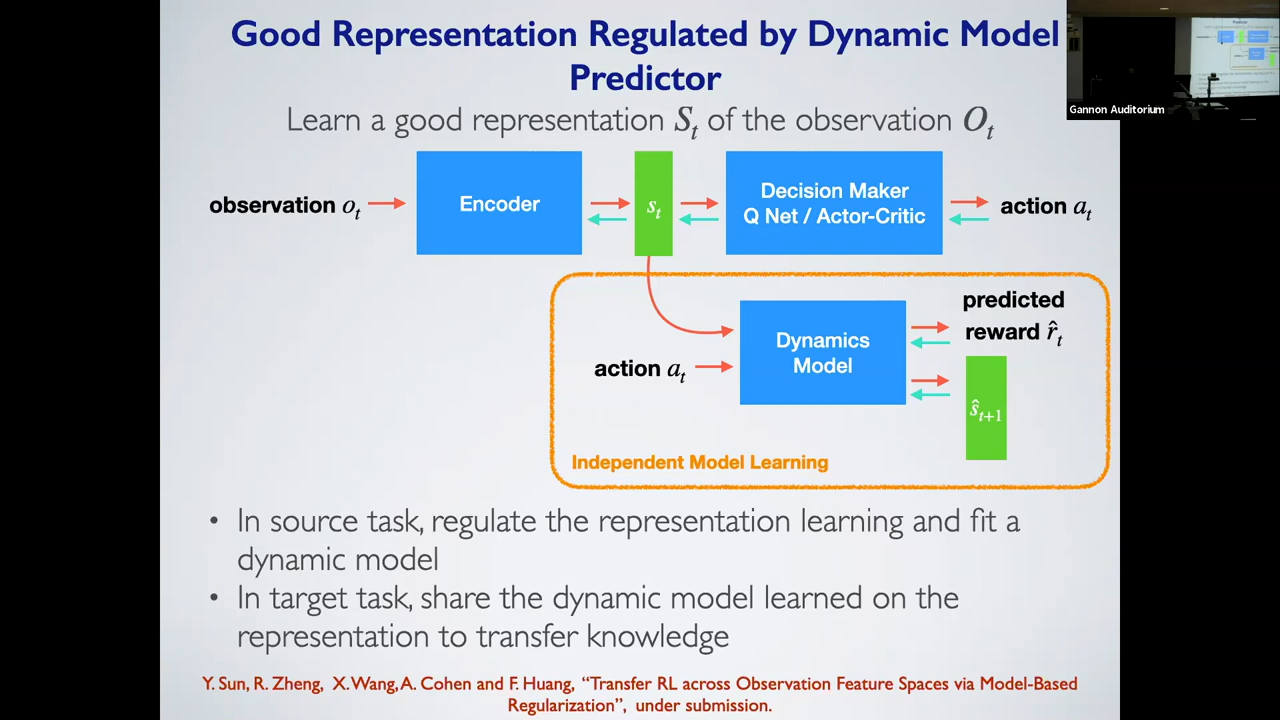 Good Representation Regulated by Dynamic Model
Predictor
Gannon Auditorium
Learn a good representation Sₜ of the observation Oₜ
observation oₜ
Encoder
sₜ
Decision Maker
Q Net / Actor-Critic
action aₜ
predicted
reward r̂ₜ
Dynamics
Model
action aₜ
ŝₜ₊₁
Independent Model Learning
• In source task, regulate the representation learning and fit a
dynamic model
• In target task, share the dynamic model learned on the
representation to transfer knowledge
Y. Sun, R. Zheng, X. Wang, A. Cohen and F. Huang, “Transfer RL across Observation Feature Spaces via Model-Based
Regularization”, under submission.